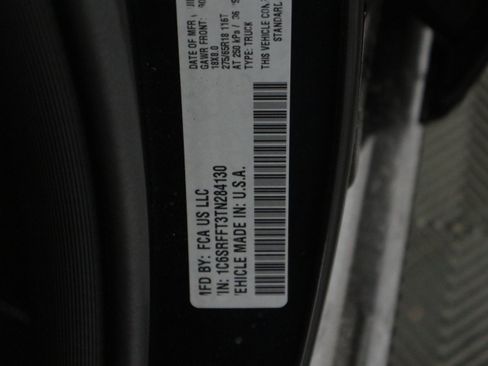 MFD BY: FCA US LLC
VIN: 1C6SRFFT3TN284130
VEHICLE MADE IN: U.S.A.
DATE OF MFR
GAWR FRONT:
18X8.0
275/65R18 116T
AT 250 kPa / 36
TYPE: TRUCK
THIS VEHICLE
STANDARD